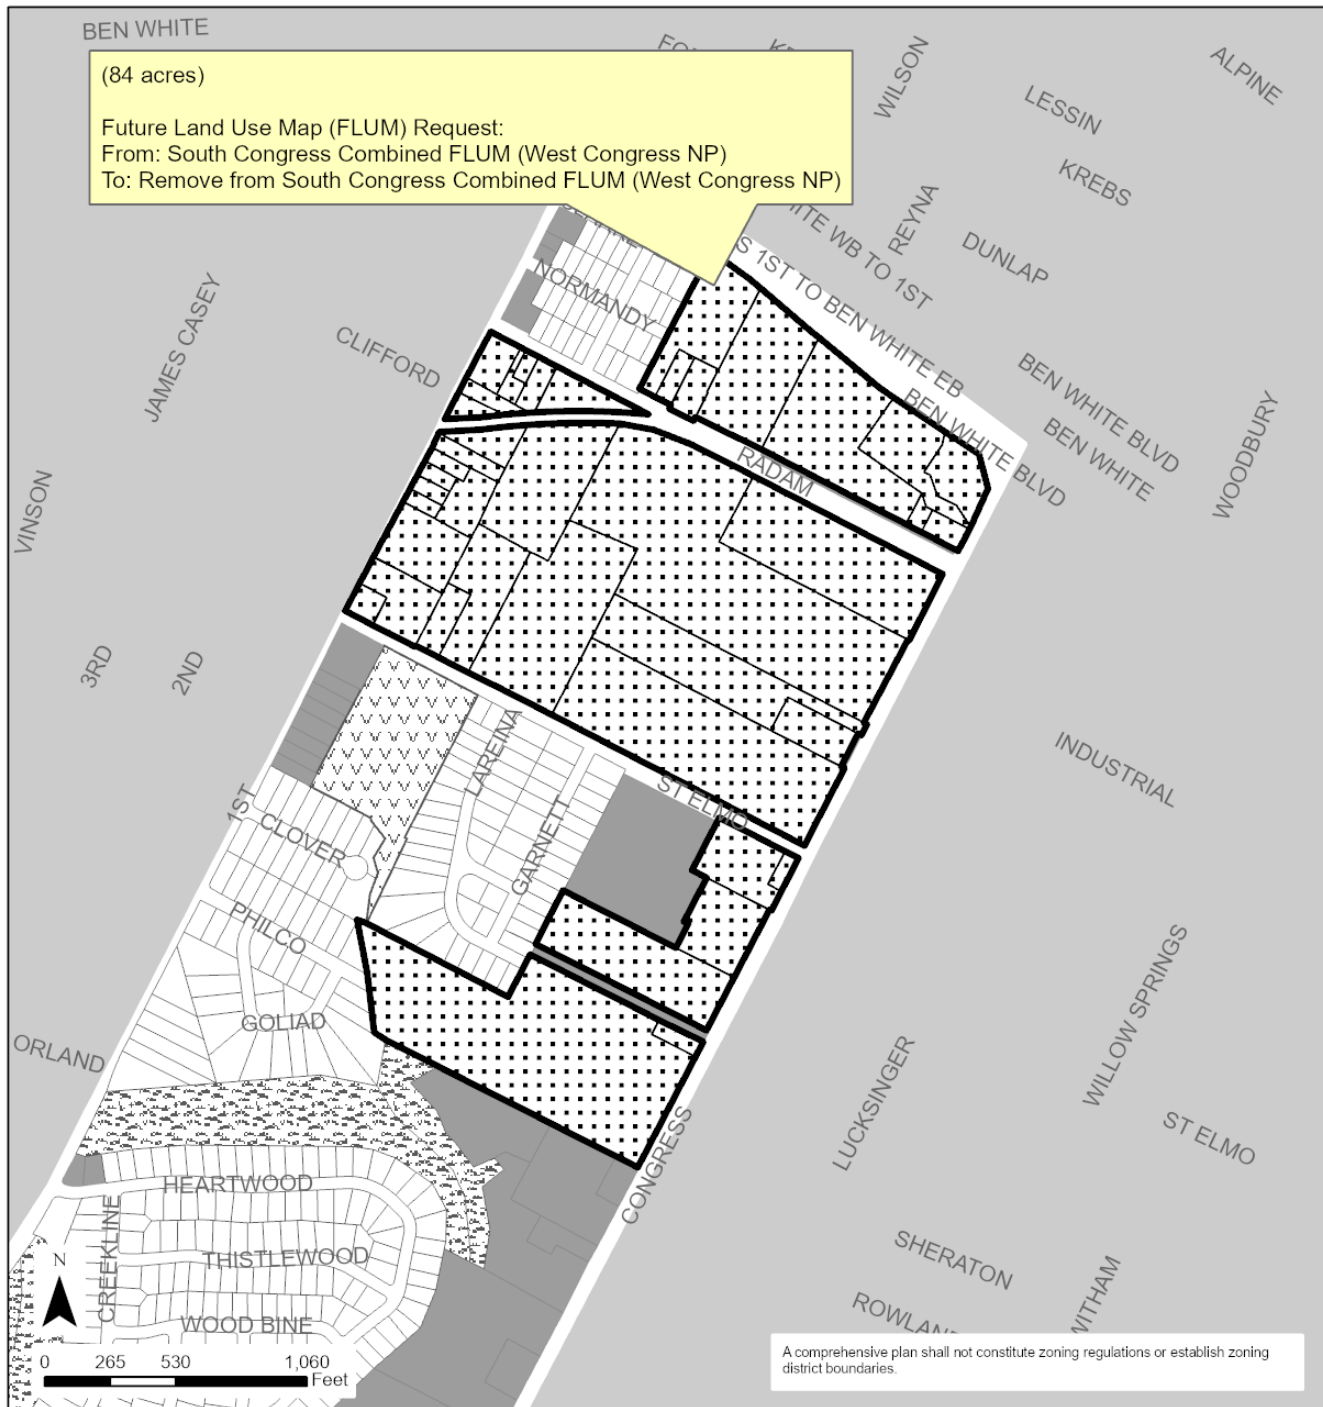 BEN WHITE
(84 acres)
Future Land Use Map (FLUM) Request:
From: South Congress Combined FLUM (West Congress NP)
To: Remove from South Congress Combined FLUM (West Congress NP)
WILSON
ALPINE
LESSIN
KREBS
REYNA
WB TO 1ST
DUNLAP
S 1ST TO BEN WHITE EB
NORMANDY
JAMES CASEY
CLIFFORD
BEN WHITE BLVD
BEN WHITE BLVD
BEN WHITE
WOODBURY
RADAM
VINSON
3RD
2ND
LAREINA
INDUSTRIAL
ST ELMO
1ST
CLOVER
GARNETT
PHILCO
GOLIAD
ORLAND
WILLOW SPRINGS
LUCKSINGER
ST ELMO
CONGRESS
HEARTWOOD
CREEKLINE
THISTLEWOOD
SHERATON
WITHAM
WOOD BINE
N
0 265 530 1,060
Feet
A comprehensive plan shall not constitute zoning regulations or establish zoning
district boundaries.